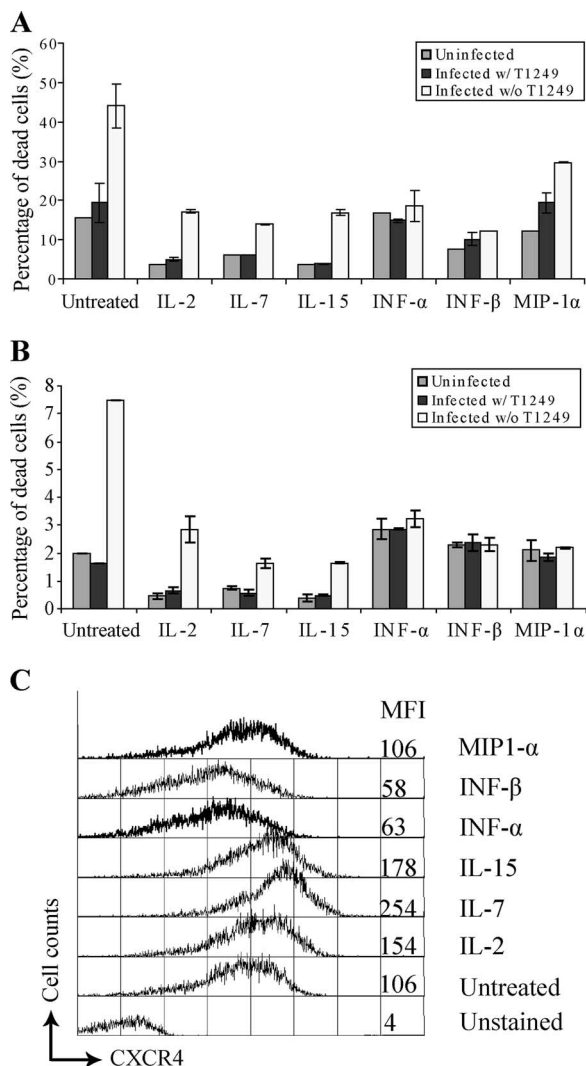 A
Percentage of dead cells (%)
60
50
40
30
20
10
0
Uninfected
Infected w/ T1249
Infected w/o T1249
Untreated IL-2 IL-7 IL-15 INF-α INF-β MIP-1α
B
Percentage of dead cells (%)
8
7
6
5
4
3
2
1
0
Uninfected
Infected w/ T1249
Infected w/o T1249
Untreated IL-2 IL-7 IL-15 INF-α INF-β MIP-1α
C
MFI
106 MIP1-α
58 INF-β
63 INF-α
178 IL-15
254 IL-7
154 IL-2
106 Untreated
4 Unstained
Cell counts
CXCR4